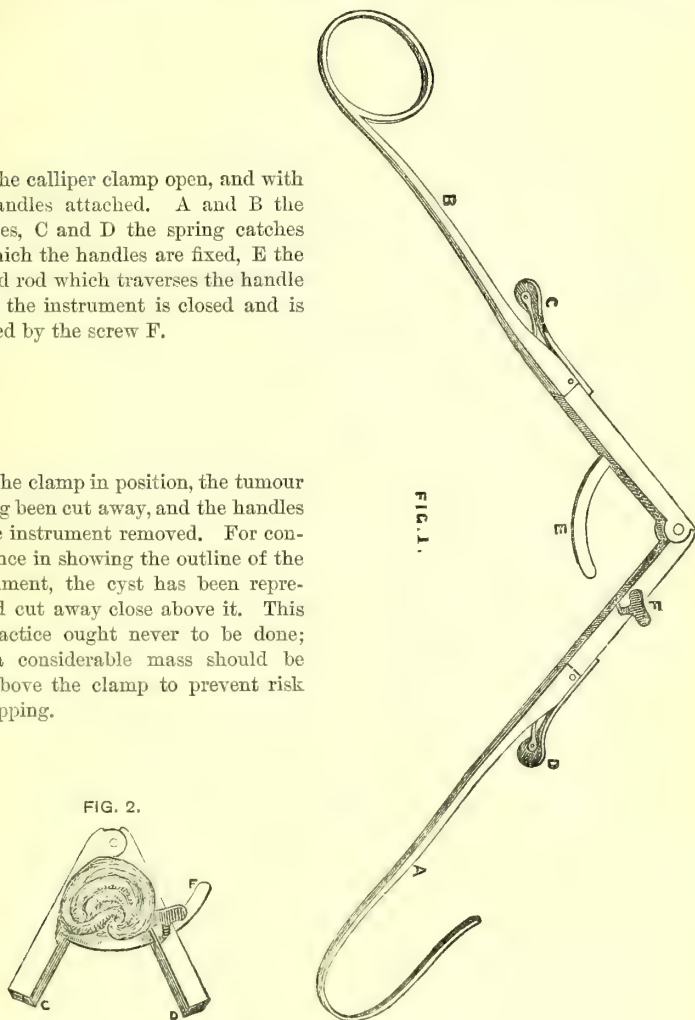 he calliper clamp open, and with
andles attached. A and B the
es, C and D the spring catches
hich the handles are fixed, E the
d rod which traverses the handle
the instrument is closed and is
ed by the screw F.
he clamp in position, the tumour
g been cut away, and the handles
e instrument removed. For con-
nce in showing the outline of the
ument, the cyst has been repre-
d cut away close above it. This
actice ought never to be done;
a considerable mass should be
bove the clamp to prevent risk
pping.
FIG. 1.
B
C
E
F
D
A
FIG. 2.
C
D